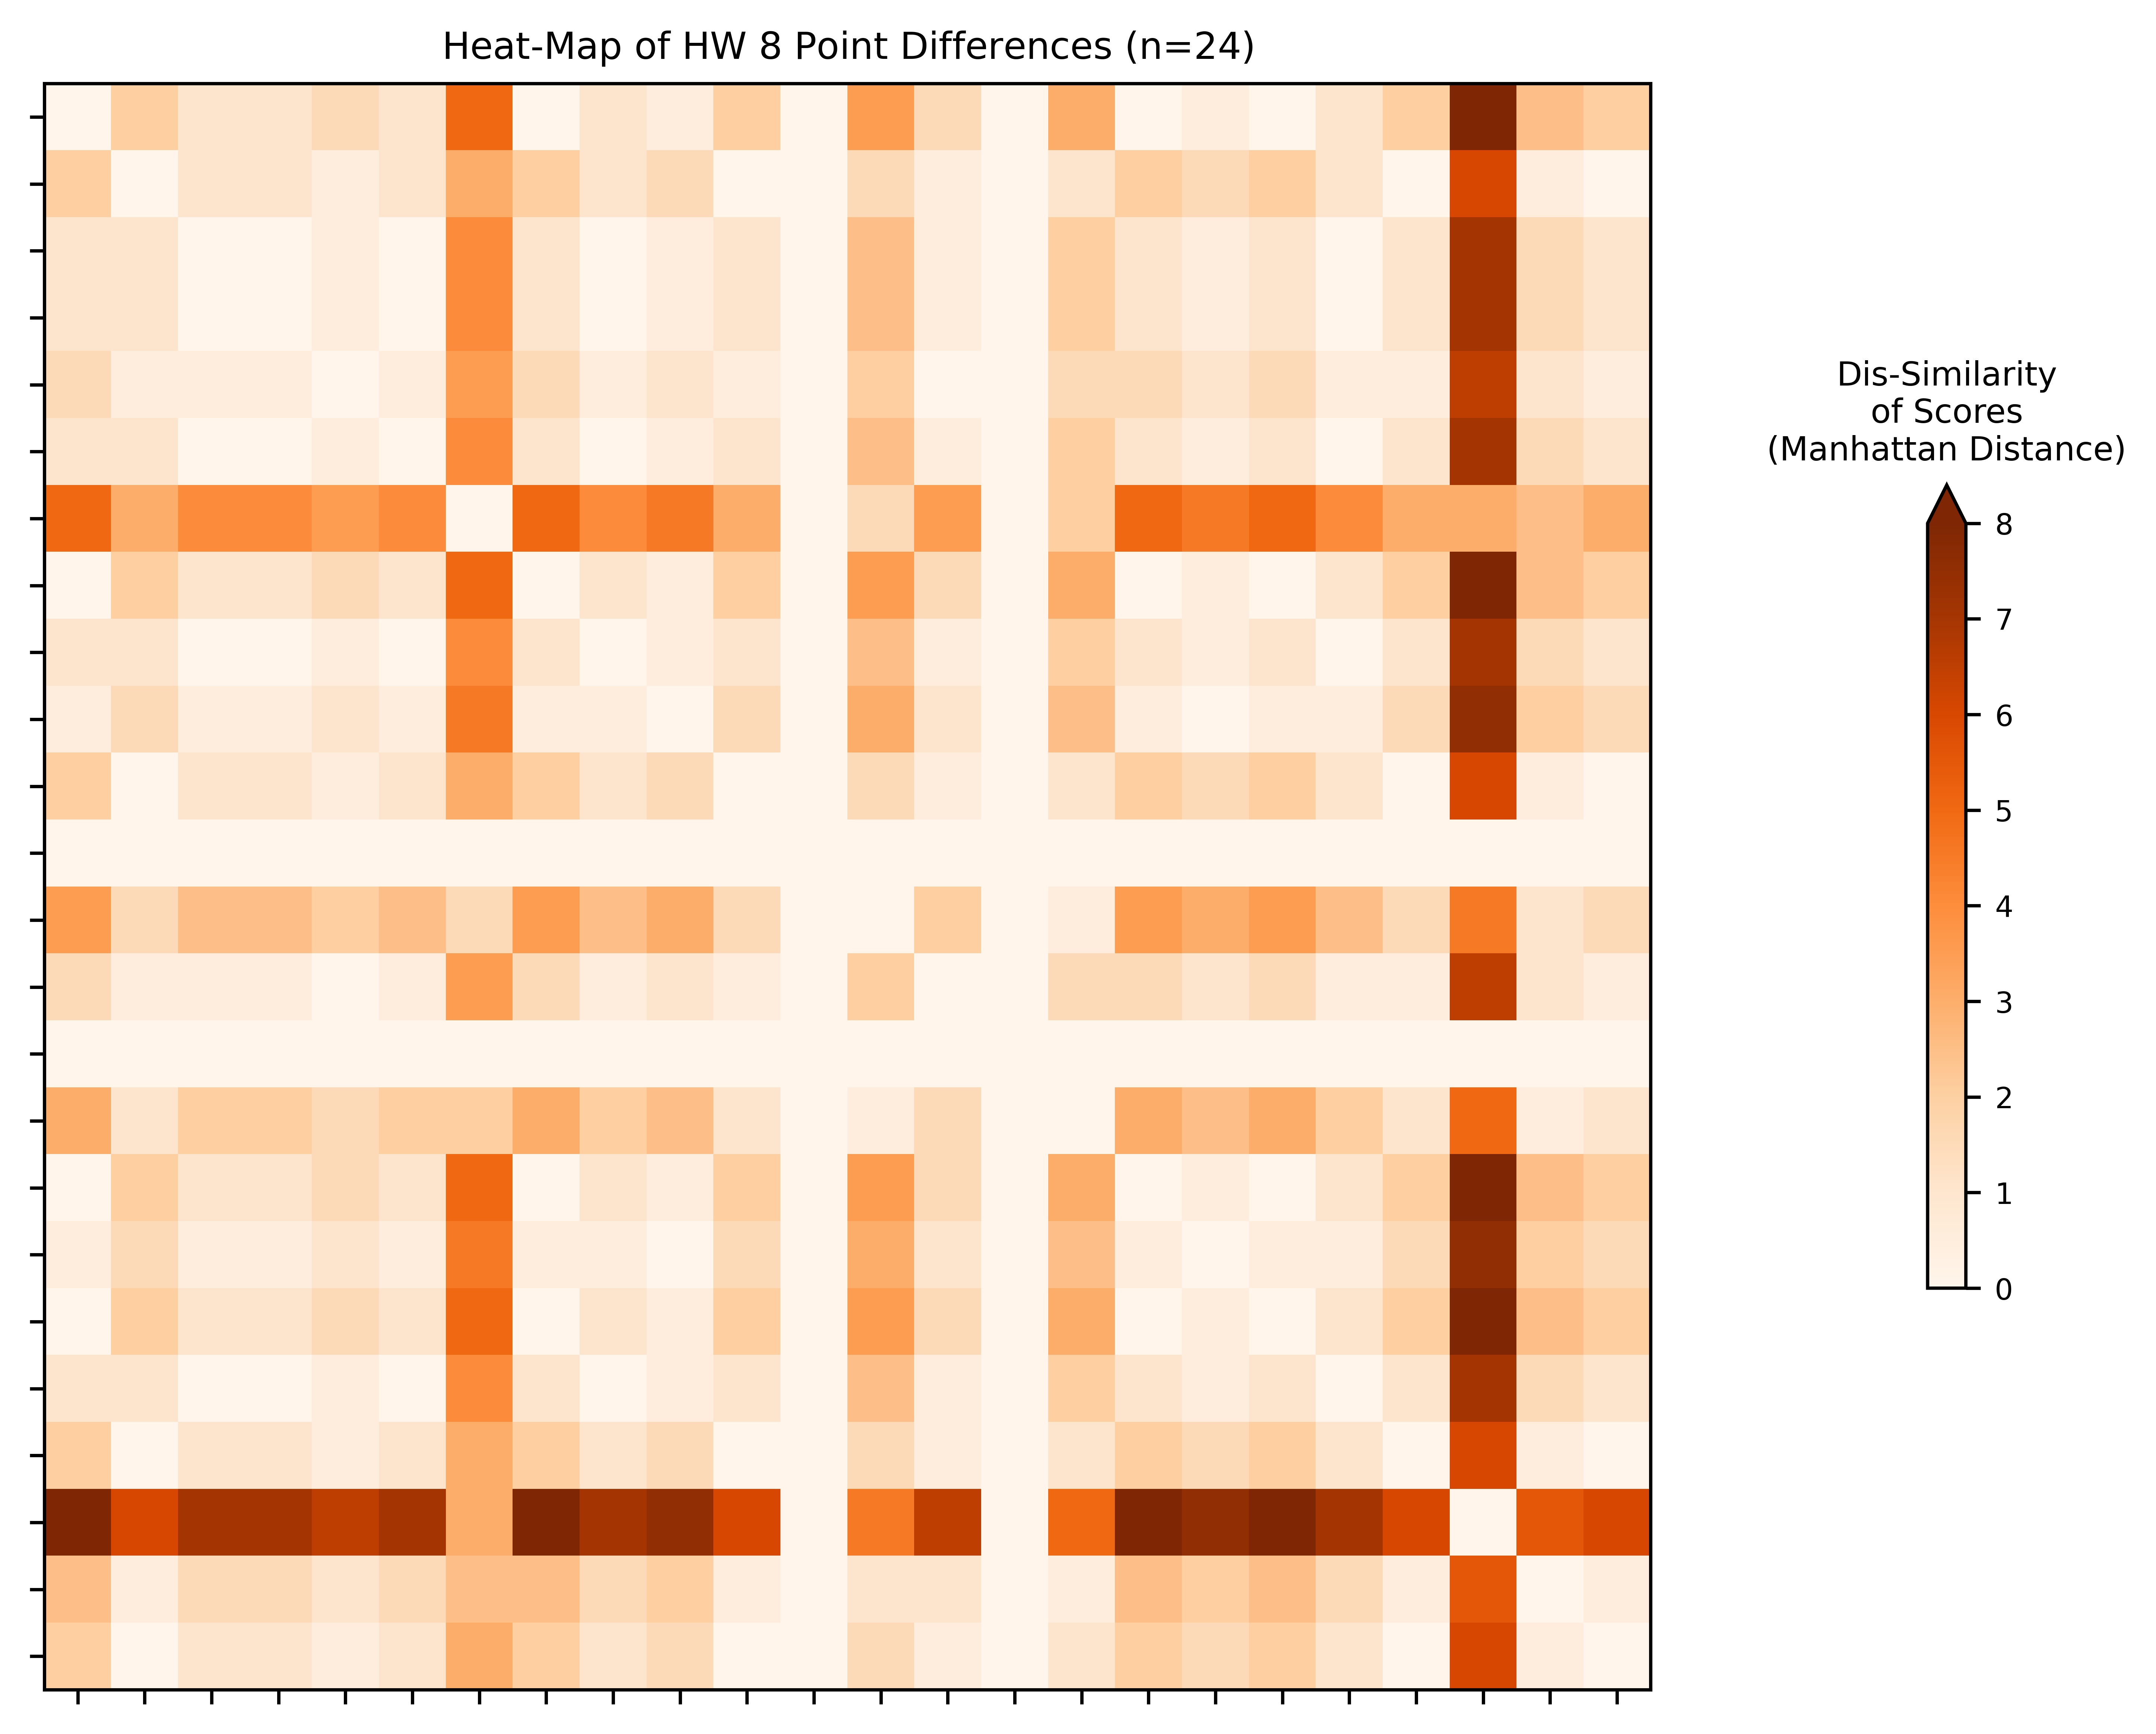 Heat-Map of HW 8 Point Differences (n=24)
Dis-Similarity
of Scores
(Manhattan Distance)
8
7
6
5
4
3
2
1
0